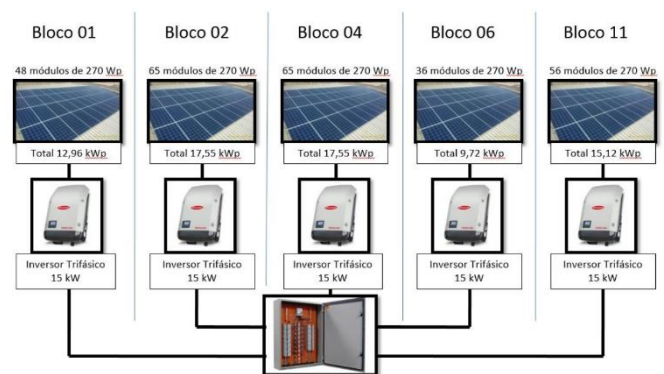 Bloco 01
Bloco 02
Bloco 04
Bloco 06
Bloco 11
48 módulos de 270 Wp
65 módulos de 270 Wp
65 módulos de 270 Wp
36 módulos de 270 Wp
56 módulos de 270 Wp
Total 12,96 kWp
Total 17,55 kWp
Total 17,55 kWp
Total 9,72 kWp
Total 15,12 kWp
Inversor Trifásico
15 kW
Inversor Trifásico
15 kW
Inversor Trifásico
15 kW
Inversor Trifásico
15 kW
Inversor Trifásico
15 kW